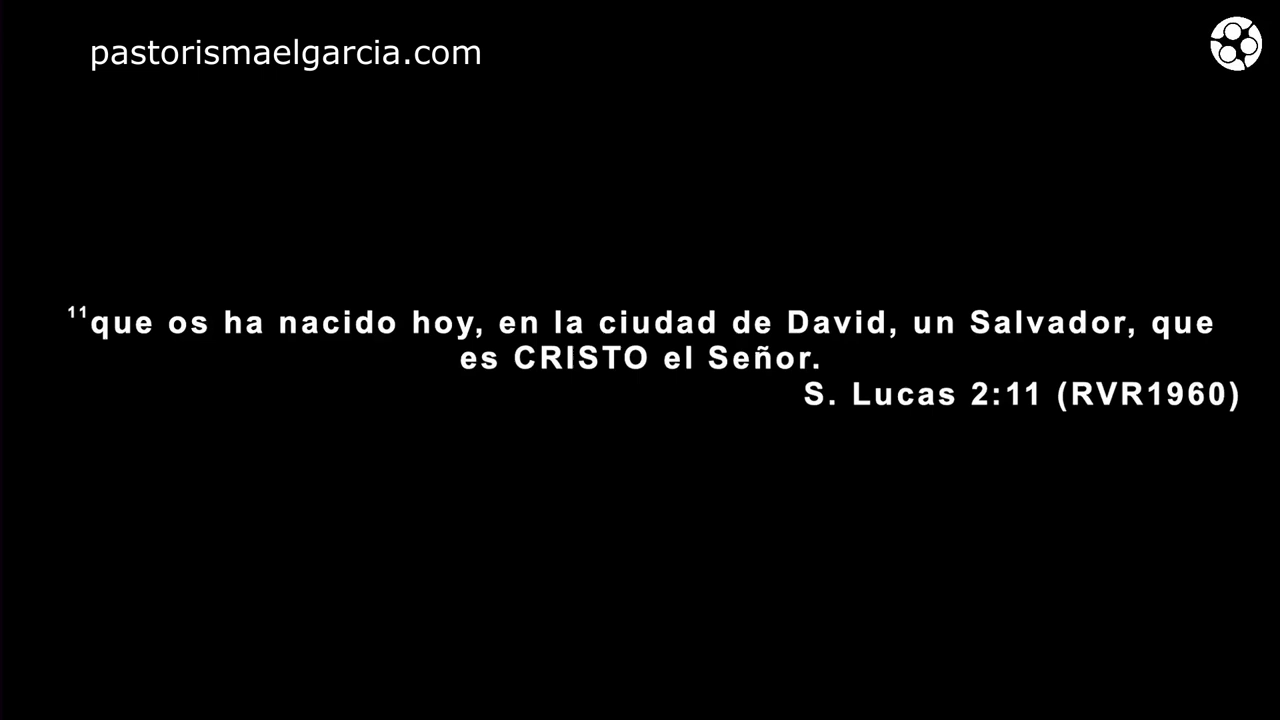 pastorismaelgarcia.com
11que os ha nacido hoy, en la ciudad de David, un Salvador, que
es CRISTO el Señor.
S. Lucas 2:11 (RVR1960)